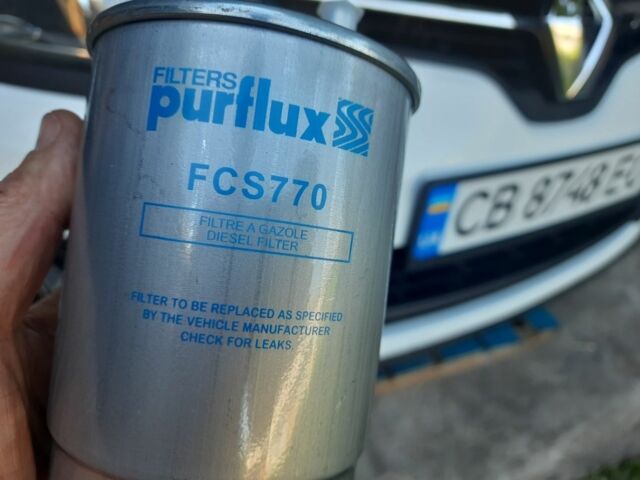 FILTERS
purflux
FCS770
FILTRE A GAZOLE
DIESEL FILTER
FILTER TO BE REPLACED AS SPECIFIED
BY THE VEHICLE MANUFACTURER
CHECK FOR LEAKS.
CB 8748